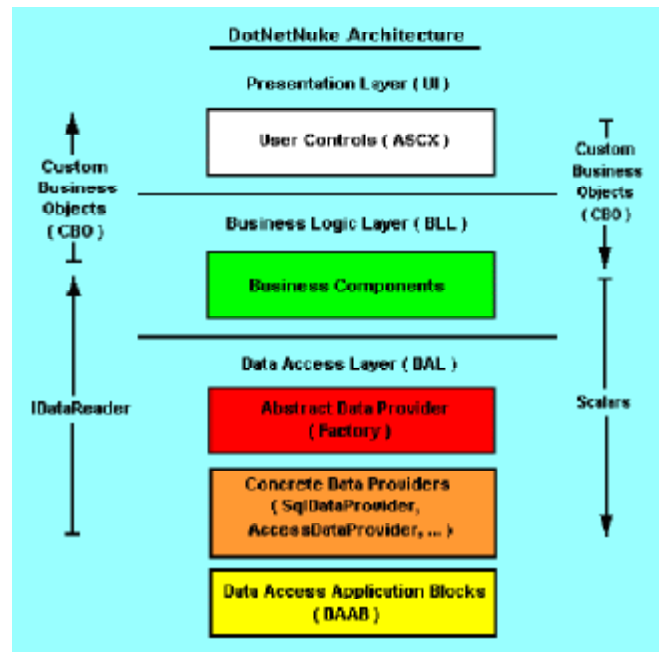 DotNetNuke Architecture
Presentation Layer ( UI )
User Controls ( ASCX )
Custom
Business
Objects
( CBO )
Custom
Business
Objects
( CBO )
Business Logic Layer ( BLL )
Business Components
Data Access Layer ( DAL )
IDataReader
Abstract Data Provider
( Factory )
Scalars
Concrete Data Providers
( SqlDataProvider,
AccessDataProvider, ... )
Data Access Application Blocks
( DAAB )